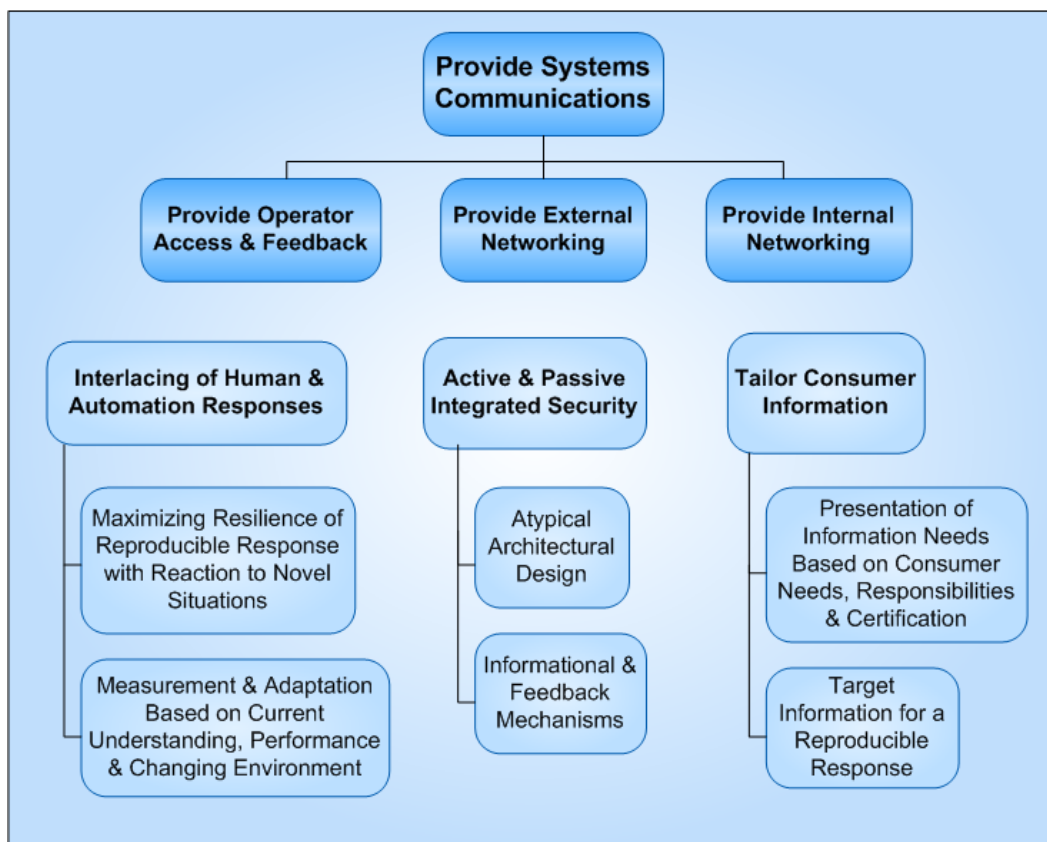 Provide Systems
Communications
Provide Operator
Access & Feedback
Provide External
Networking
Provide Internal
Networking
Interlacing of Human &
Automation Responses
Maximizing Resilience of
Reproducible Response
with Reaction to Novel
Situations
Measurement & Adaptation
Based on Current
Understanding, Performance
& Changing Environment
Active & Passive
Integrated Security
Atypical
Architectural
Design
Informational &
Feedback
Mechanisms
Tailor Consumer
Information
Presentation of
Information Needs
Based on Consumer
Needs, Responsibilities
& Certification
Target
Information for a
Reproducible
Response